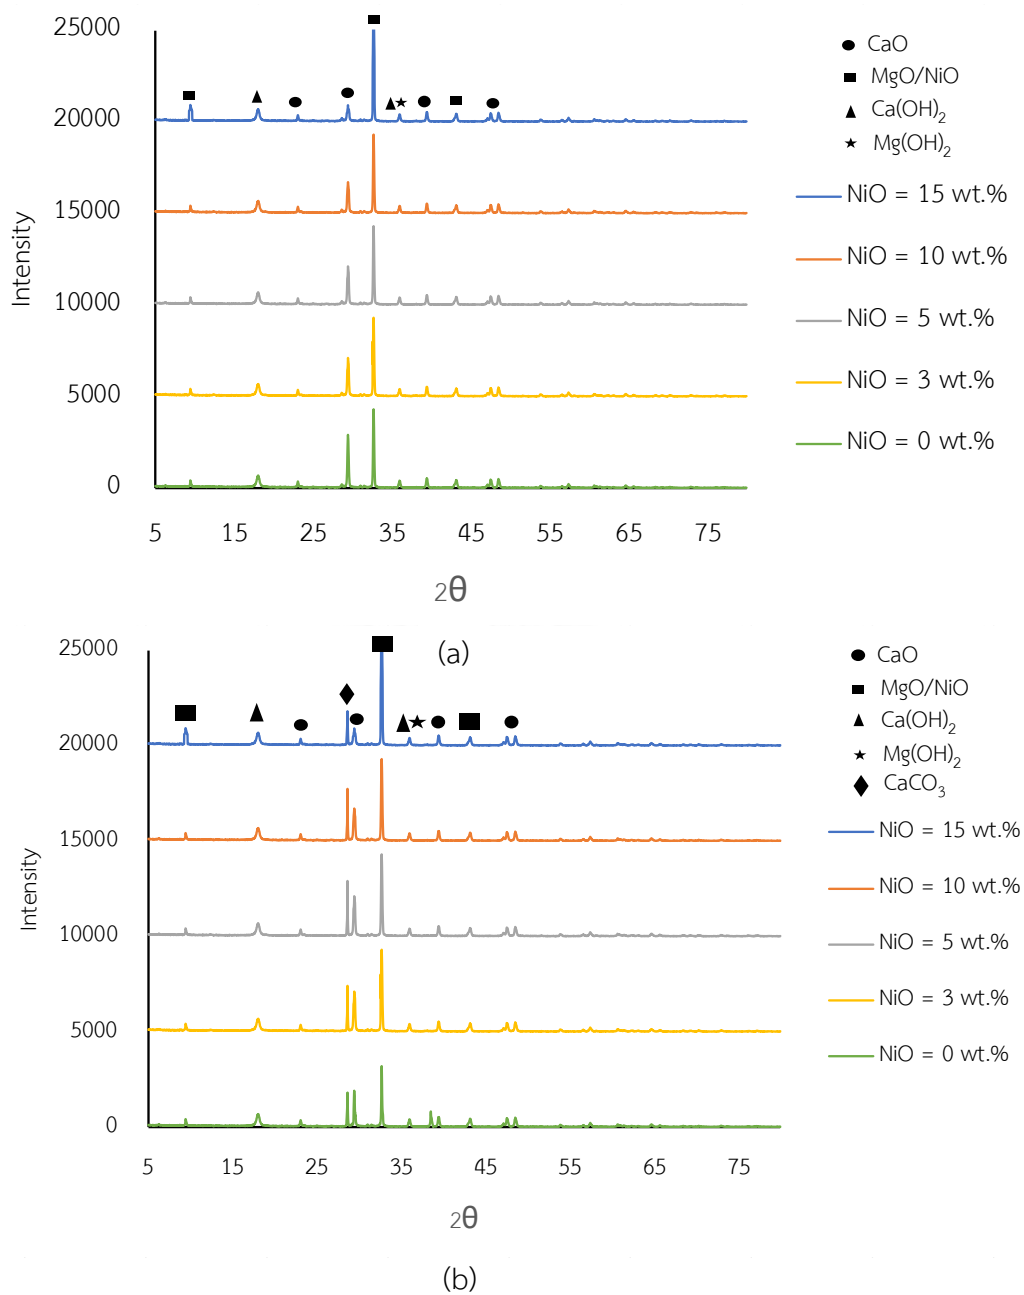 25000
20000
15000
10000
5000
0
Intensity
5 15 25 35 45 55 65 75
2θ
CaO
MgO/NiO
Ca(OH)2
Mg(OH)2
NiO = 15 wt.%
NiO = 10 wt.%
NiO = 5 wt.%
NiO = 3 wt.%
NiO = 0 wt.%
(a)
25000
20000
15000
10000
5000
0
Intensity
5 15 25 35 45 55 65 75
2θ
CaO
MgO/NiO
Ca(OH)2
Mg(OH)2
CaCO3
NiO = 15 wt.%
NiO = 10 wt.%
NiO = 5 wt.%
NiO = 3 wt.%
NiO = 0 wt.%
(b)